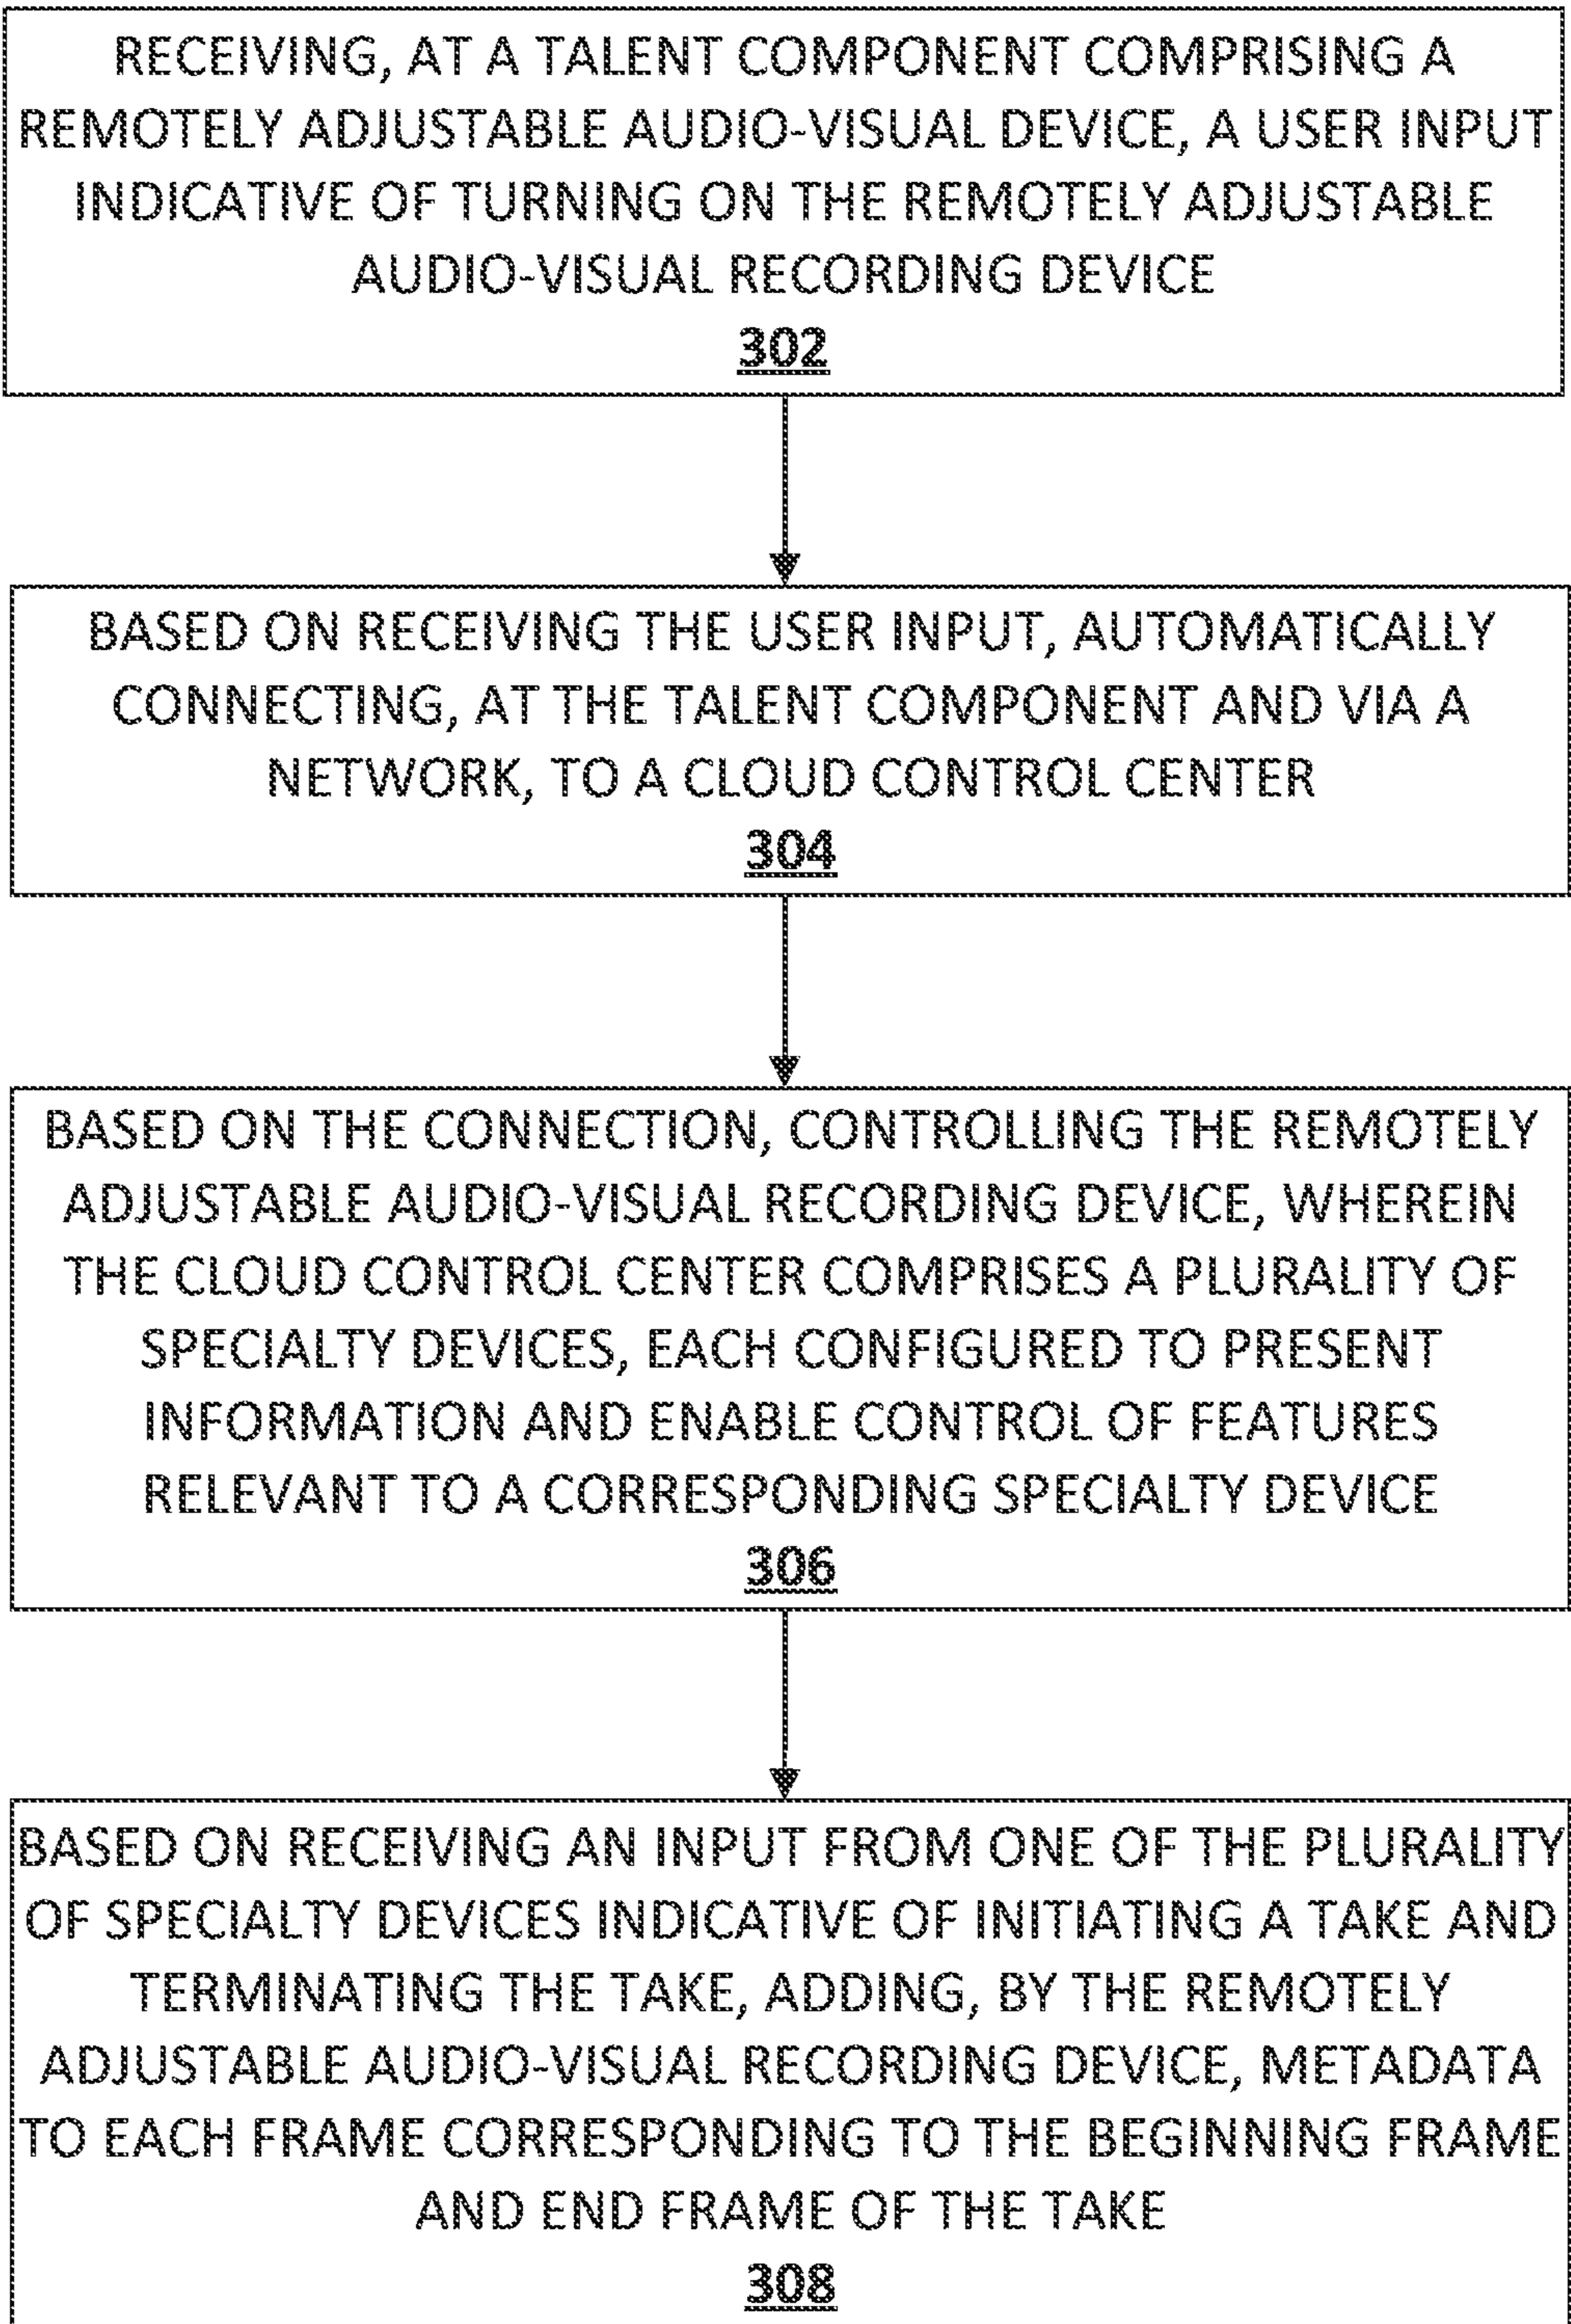 RECEIVING, AT A TALENT COMPONENT COMPRISING A
REMOTELY ADJUSTABLE AUDIO-VISUAL DEVICE, A USER INPUT
INDICATIVE OF TURNING ON THE REMOTELY ADJUSTABLE
AUDIO-VISUAL RECORDING DEVICE
302
BASED ON RECEIVING THE USER INPUT, AUTOMATICALLY
CONNECTING, AT THE TALENT COMPONENT AND VIA A
NETWORK, TO A CLOUD CONTROL CENTER
304
BASED ON THE CONNECTION, CONTROLLING THE REMOTELY
ADJUSTABLE AUDIO-VISUAL RECORDING DEVICE, WHEREIN
THE CLOUD CONTROL CENTER COMPRISES A PLURALITY OF
SPECIALTY DEVICES, EACH CONFIGURED TO PRESENT
INFORMATION AND ENABLE CONTROL OF FEATURES
RELEVANT TO A CORRESPONDING SPECIALTY DEVICE
306
BASED ON RECEIVING AN INPUT FROM ONE OF THE PLURALITY
OF SPECIALTY DEVICES INDICATIVE OF INITIATING A TAKE AND
TERMINATING THE TAKE, ADDING, BY THE REMOTELY
ADJUSTABLE AUDIO-VISUAL RECORDING DEVICE, METADATA
TO EACH FRAME CORRESPONDING TO THE BEGINNING FRAME
AND END FRAME OF THE TAKE
308